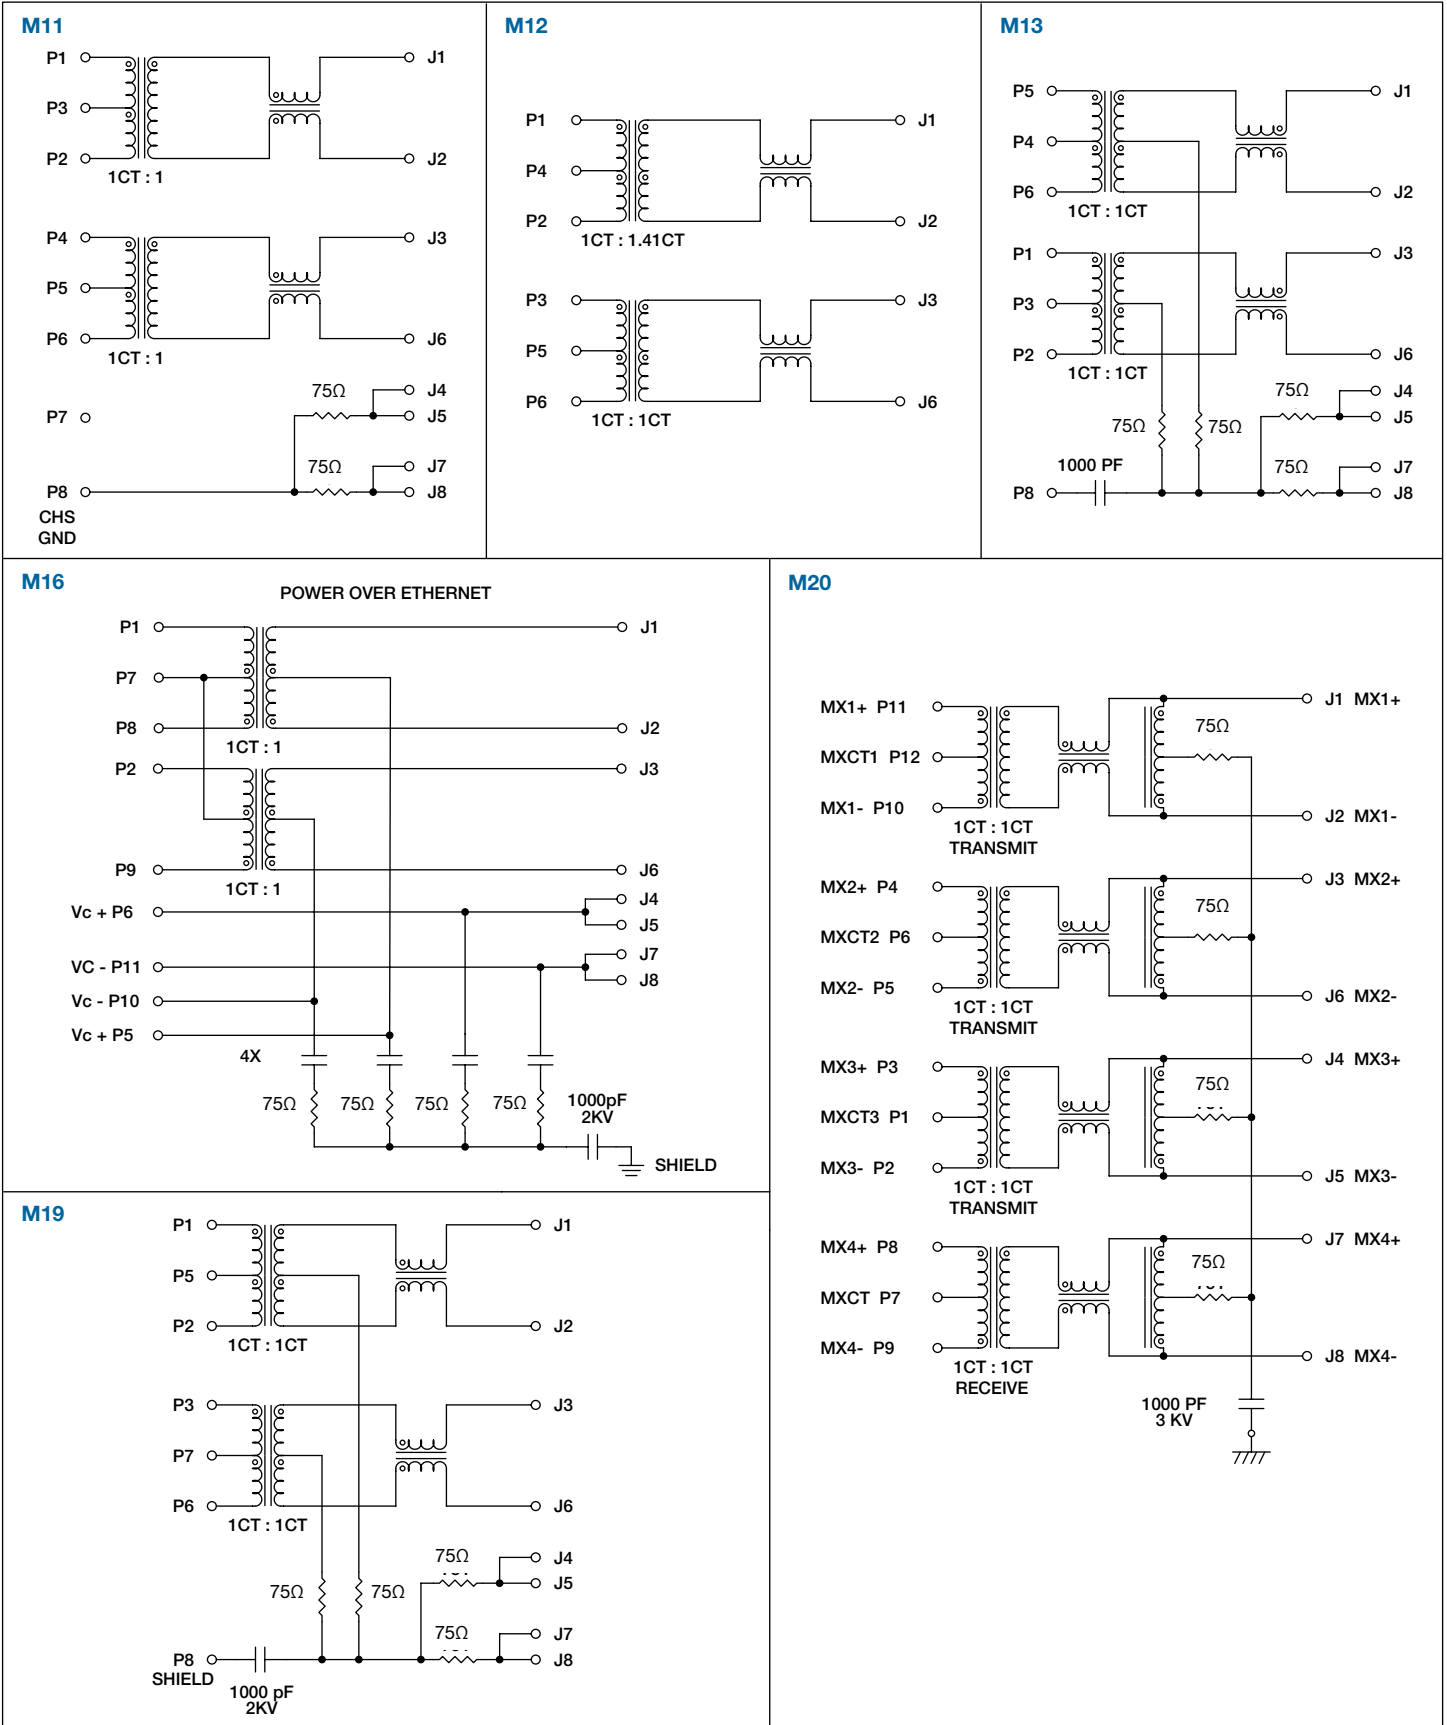 M11
P1
J1
P3
P2
J2
1CT : 1
P4
J3
P5
P6
J6
1CT : 1
75Ω
J4
P7
J5
75Ω
J7
P8
J8
CHS
GND
M12
P1
J1
P4
P2
J2
1CT : 1.41CT
P3
J3
P5
P6
J6
1CT : 1CT
M13
P5
J1
P4
P6
J2
1CT : 1CT
P1
J3
P3
P2
J6
1CT : 1CT
75Ω
J4
J5
75Ω
75Ω
1000 PF
75Ω
J7
P8
J8
M16
POWER OVER ETHERNET
P1
J1
P7
P8
J2
1CT : 1
P2
J3
P9
J6
1CT : 1
J4
Vc + P6
J5
J7
VC - P11
J8
Vc - P10
Vc + P5
4X
75Ω
75Ω
75Ω
75Ω
1000pF
2KV
SHIELD
M19
P1
J1
P5
P2
J2
1CT : 1CT
P3
J3
P7
P6
J6
1CT : 1CT
75Ω
J4
J5
75Ω
75Ω
75Ω
J7
P8
J8
SHIELD
1000 pF
2KV
M20
MX1+ P11
J1 MX1+
75Ω
MXCT1 P12
MX1- P10
J2 MX1-
1CT : 1CT
TRANSMIT
MX2+ P4
J3 MX2+
75Ω
MXCT2 P6
MX2- P5
J6 MX2-
1CT : 1CT
TRANSMIT
MX3+ P3
J4 MX3+
75Ω
MXCT3 P1
MX3- P2
J5 MX3-
1CT : 1CT
TRANSMIT
MX4+ P8
J7 MX4+
75Ω
MXCT P7
MX4- P9
J8 MX4-
1CT : 1CT
RECEIVE
1000 PF
3 KV